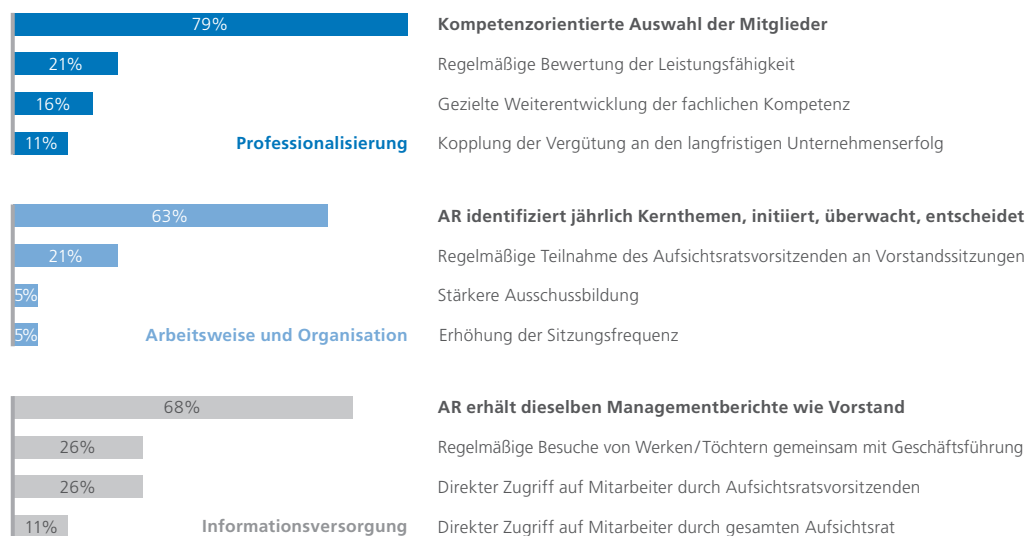 79% Kompetenzorientierte Auswahl der Mitglieder
21% Regelmäßige Bewertung der Leistungsfähigkeit
16% Gezielte Weiterentwicklung der fachlichen Kompetenz
11% Professionalisierung Kopplung der Vergütung an den langfristigen Unternehmenserfolg
63% AR identifiziert jährlich Kernthemen, initiiert, überwacht, entscheidet
21% Regelmäßige Teilnahme des Aufsichtsratsvorsitzenden an Vorstandssitzungen
5% Stärkere Ausschussbildung
5% Arbeitsweise und Organisation Erhöhung der Sitzungsfrequenz
68% AR erhält dieselben Managementberichte wie Vorstand
26% Regelmäßige Besuche von Werken/Töchtern gemeinsam mit Geschäftsführung
26% Direkter Zugriff auf Mitarbeiter durch Aufsichtsratsvorsitzenden
11% Informationsversorgung Direkter Zugriff auf Mitarbeiter durch gesamten Aufsichtsrat